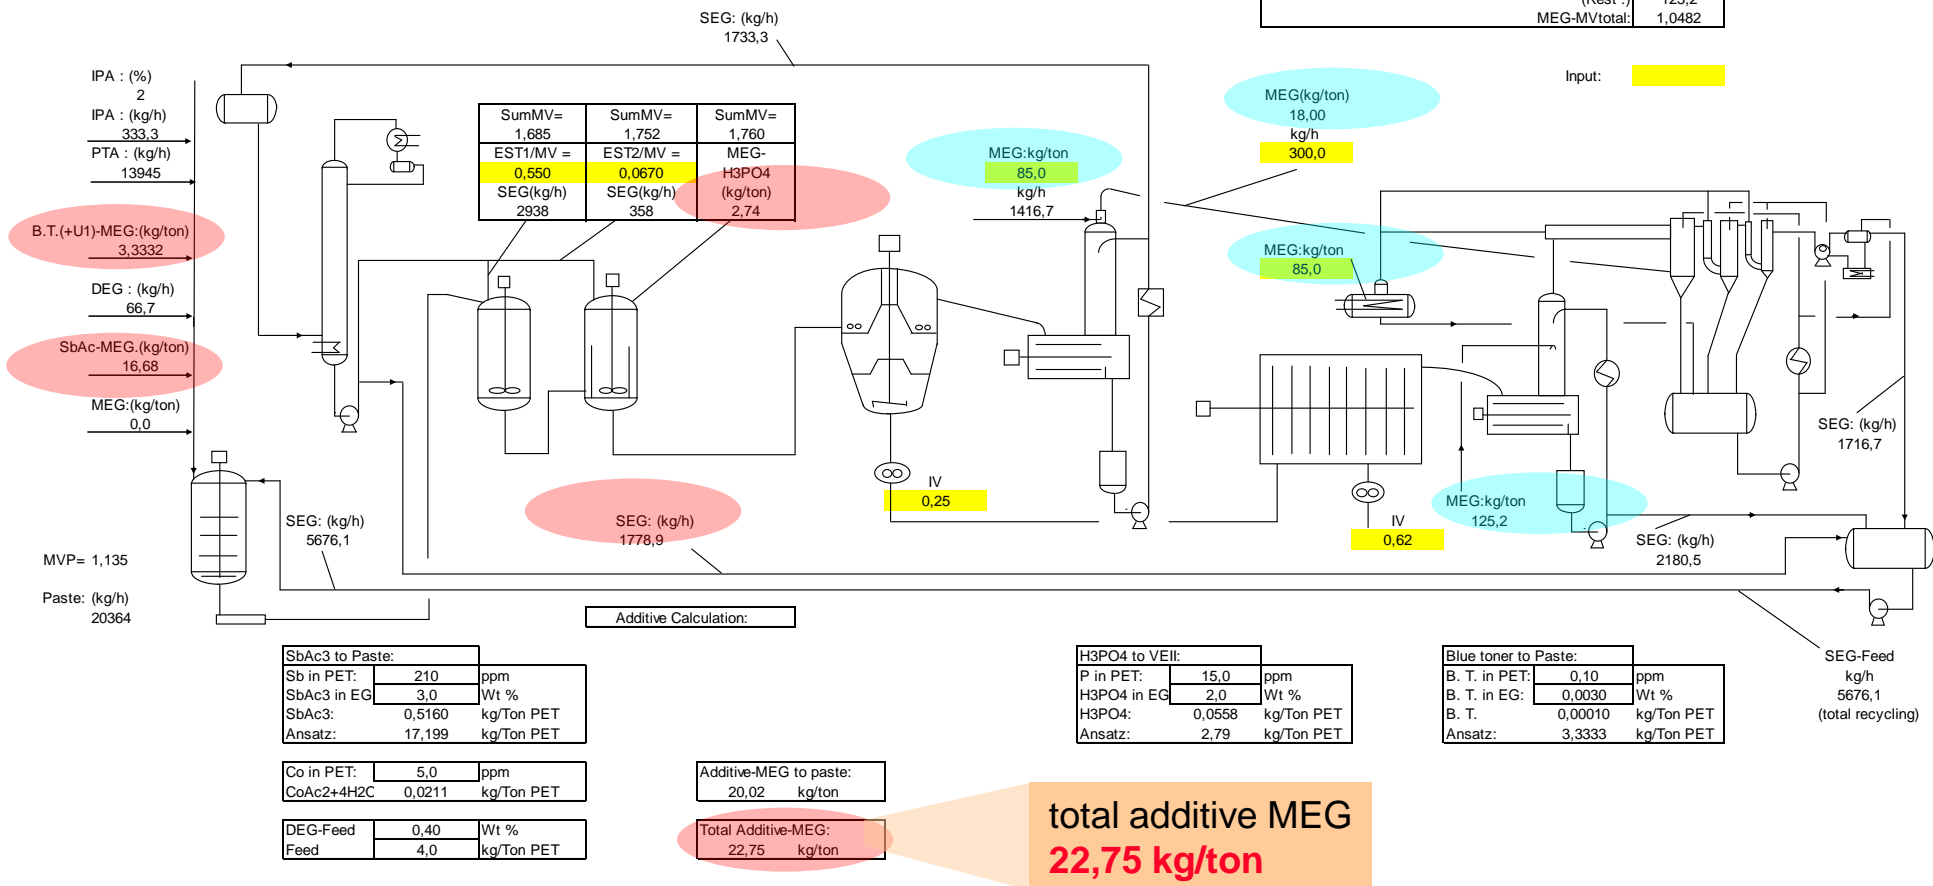 (Rest :) 125,2
MEG-MVtotal: 1,0482
SEG: (kg/h)
1733,3
Input:
IPA : (%)
2
IPA : (kg/h)
333,3
PTA : (kg/h)
13945
B.T.(+U1)-MEG:(kg/ton)
3,3332
DEG : (kg/h)
66,7
SbAc-MEG.(kg/ton)
16,68
MEG:(kg/ton)
0,0
SumMV= SumMV= SumMV=
1,685 1,752 1,760
EST1/MV = EST2/MV = MEG-
0,550 0,0670 H3PO4
SEG(kg/h) SEG(kg/h) (kg/ton)
2938 358 2,74
MEG:kg/ton
85,0
kg/h
1416,7
MEG(kg/ton)
18,00
kg/h
300,0
MEG:kg/ton
85,0
SEG: (kg/h)
1716,7
IV
0,25
IV
0,62
MEG:kg/ton
125,2
SEG: (kg/h)
2180,5
SEG: (kg/h)
5676,1
SEG: (kg/h)
1778,9
MVP= 1,135
Paste: (kg/h)
20364
Additive Calculation:
SbAc3 to Paste:
Sb in PET: 210 ppm
SbAc3 in EG 3,0 Wt %
SbAc3: 0,5160 kg/Ton PET
Ansatz: 17,199 kg/Ton PET
H3PO4 to VEII:
P in PET: 15,0 ppm
H3PO4 in EG 2,0 Wt %
H3PO4: 0,0558 kg/Ton PET
Ansatz: 2,79 kg/Ton PET
Blue toner to Paste:
B. T. in PET: 0,10 ppm
B. T. in EG: 0,0030 Wt %
B. T. 0,00010 kg/Ton PET
Ansatz: 3,3333 kg/Ton PET
SEG-Feed
kg/h
5676,1
(total recycling)
Co in PET: 5,0 ppm
CoAc2+4H2C 0,0211 kg/Ton PET
Additive-MEG to paste:
20,02 kg/ton
DEG-Feed 0,40 Wt %
Feed 4,0 kg/Ton PET
Total Additive-MEG:
22,75 kg/ton
total additive MEG
22,75 kg/ton